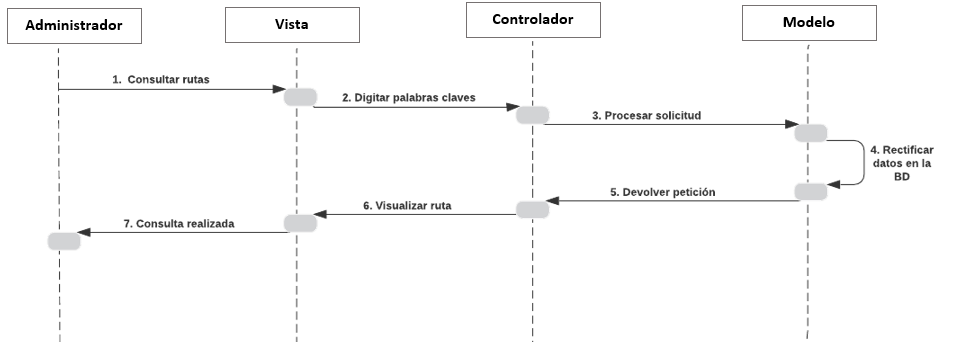 Administrador
Vista
Controlador
Modelo
1. Consultar rutas
2. Digitar palabras claves
3. Procesar solicitud
4. Rectificar
datos en la
BD
5. Devolver petición
6. Visualizar ruta
7. Consulta realizada